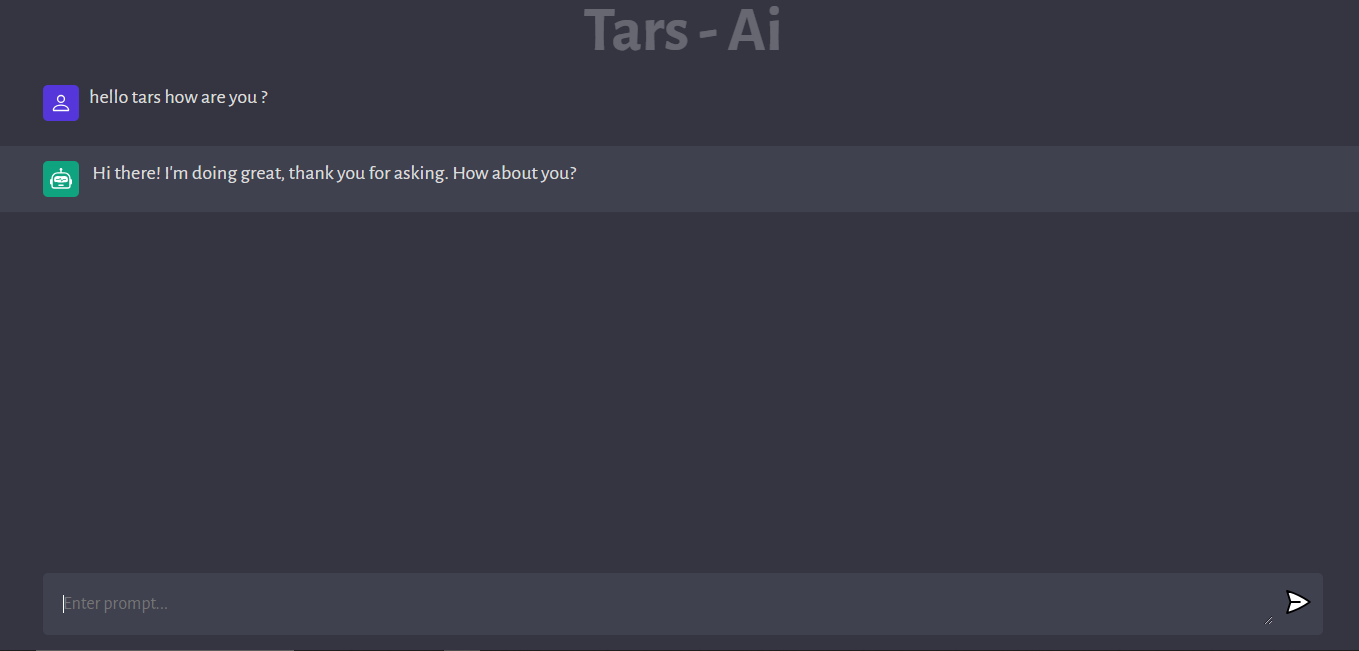 Tars - Ai
hello tars how are you ?
Hi there! I'm doing great, thank you for asking. How about you?
Enter prompt...